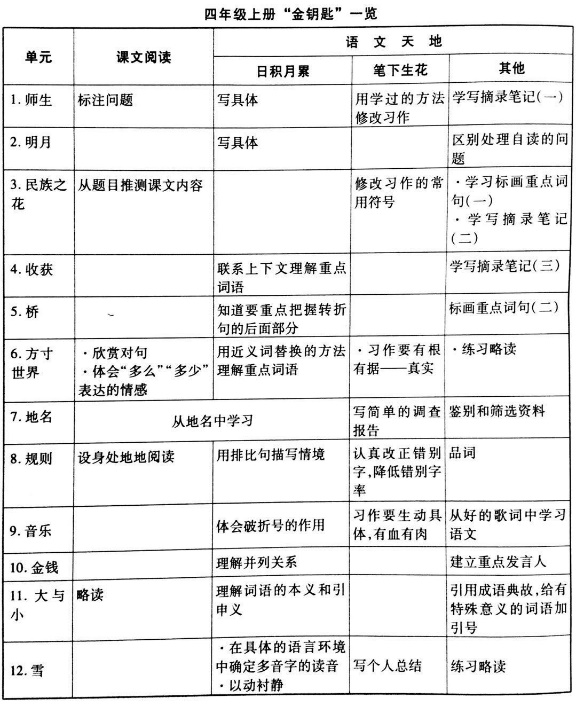 四年级上册“金钥匙”一览
单元
课文阅读
语 文 天 地
日积月累
笔下生花
其他
1. 师生
标注问题
写具体
用学过的方法
修改习作
学写摘录笔记(一)
2. 明月
写具体
区别处理自读的问
题
3. 民族之
花
从题目推测课文内容
修改习作的常
用符号
·学习标画重点词
句(一)
·学写摘录笔记
(二)
4. 收获
联系上下文理解重点
词语
学写摘录笔记(三)
5. 桥
知道要重点把握转折
句的后面部分
标画重点词句(二)
6. 方寸
世界
·欣赏对句
·体会“多么”“多少”
表达的情感
用近义词替换的方法
理解重点词语
·习作要有根
有据——真实
·练习略读
7. 地名
从地名中学习
写简单的调查
报告
鉴别和筛选资料
8. 规则
设身处地地阅读
用排比句描写情境
认真改正错别
字,降低错别字
率
品词
9. 音乐
体会破折号的作用
习作要生动具
体,有血有肉
从好的歌词中学习
语文
10. 金钱
理解并列关系
建立重点发言人
11. 大与
小
略读
理解词语的本义和引
申义
引用成语典故,给有
特殊意义的词语加
引号
12. 雪
·在具体的语言环境
中确定多音字的读音
·以动衬静
写个人总结
练习略读